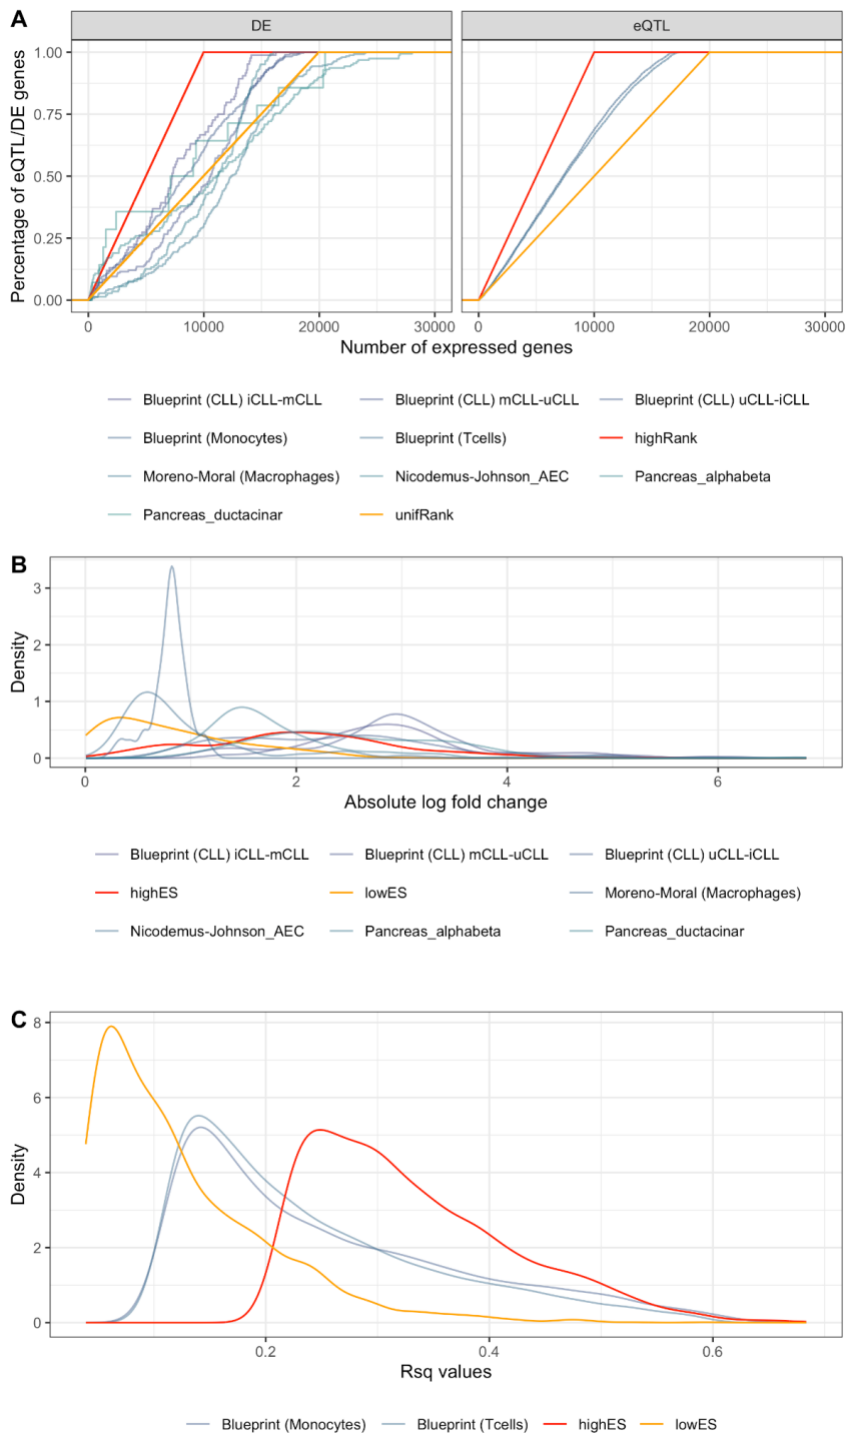 A
DE
eQTL
Percentage of eQTL/DE genes
1.00
0.75
0.50
0.25
0.00
0 10000 20000 30000 0 10000 20000 30000
Number of expressed genes
Blueprint (CLL) iCLL-mCLL Blueprint (CLL) mCLL-uCLL Blueprint (CLL) uCLL-iCLL
Blueprint (Monocytes) Blueprint (Tcells) highRank
Moreno-Moral (Macrophages) Nicodemus-Johnson_AEC Pancreas_alphabeta
Pancreas_ductacinar unifRank
B
Density
3
2
1
0
0 2 4 6
Absolute log fold change
Blueprint (CLL) iCLL-mCLL Blueprint (CLL) mCLL-uCLL Blueprint (CLL) uCLL-iCLL
highES lowES Moreno-Moral (Macrophages)
Nicodemus-Johnson_AEC Pancreas_alphabeta Pancreas_ductacinar
C
Density
8
6
4
2
0
0.2 0.4 0.6
Rsq values
Blueprint (Monocytes) Blueprint (Tcells) highES lowES